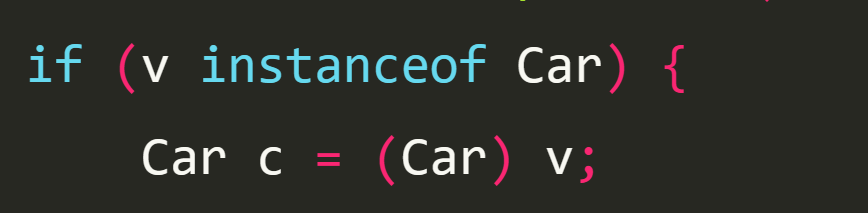 if (v instanceof Car) {
    Car c = (Car) v;